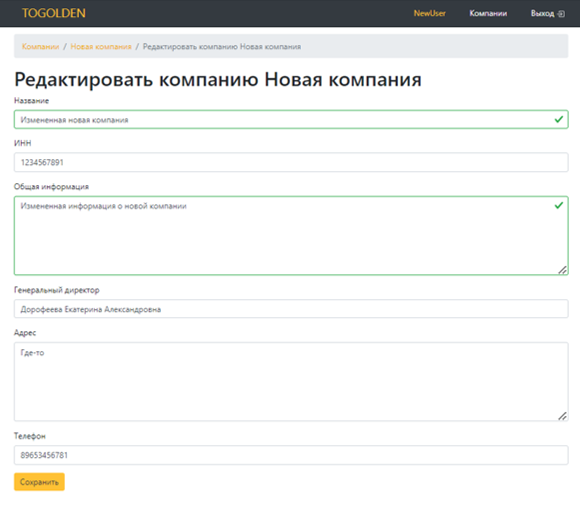 TOGOLDEN NewUser Компании Выход
Компании / Новая компания / Редактировать компанию Новая компания
Редактировать компанию Новая компания
Название
Измененная новая компания
ИНН
1234567891
Общая информация
Измененная информация о новой компании
Генеральный директор
Дорофеева Екатерина Александровна
Адрес
Где-то
Телефон
89653456781
Сохранить